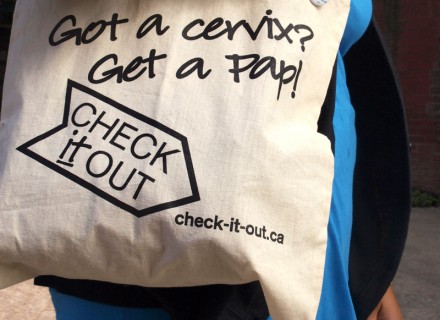 Got a cervix?
Get a Pap!
CHECK
it OUT
check-it-out.ca